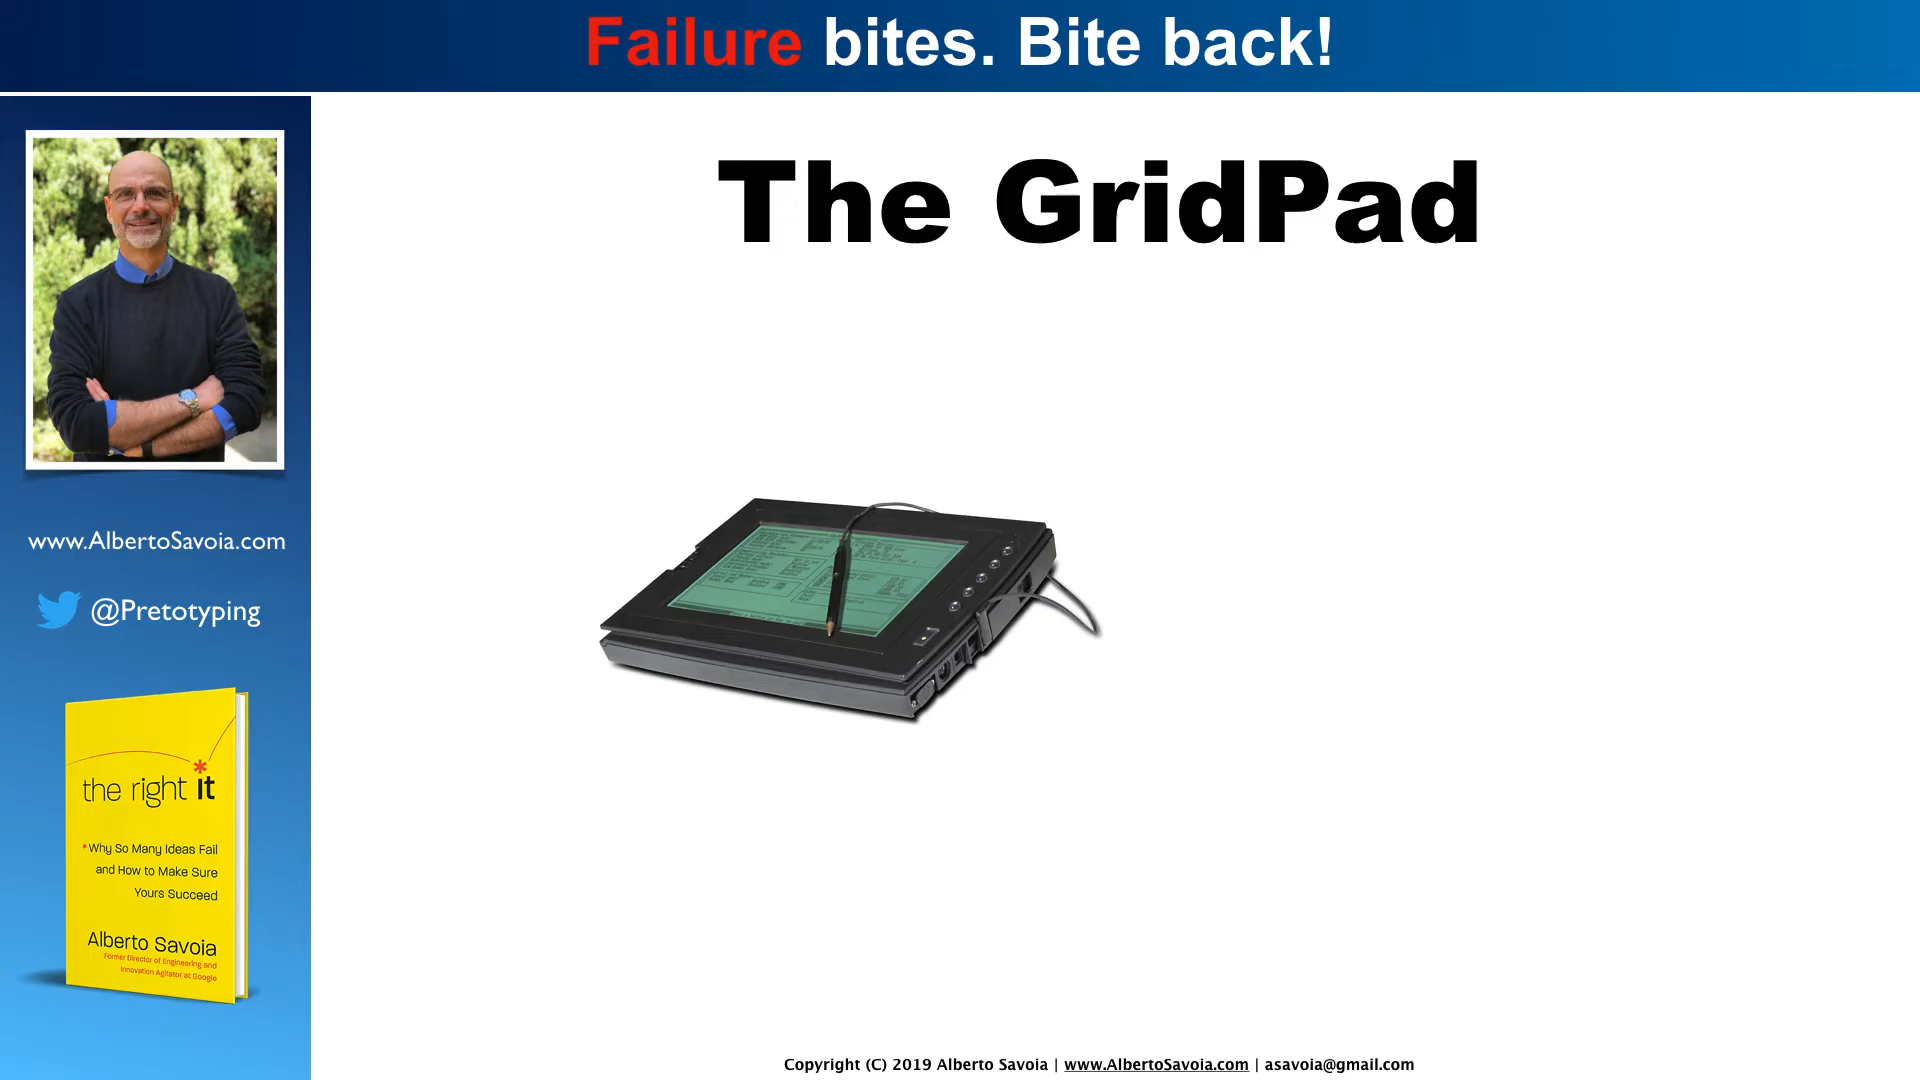 Failure bites. Bite back!
The GridPad
www.AlbertoSavoia.com
@Pretotyping
the right it
*Why So Many Ideas Fail
and How to Make Sure
Yours Succeed
Alberto Savoia
Former Director of Engineering and
Innovation Agitator at Google
Copyright (C) 2019 Alberto Savoia | www.AlbertoSavoia.com | asavoia@gmail.com